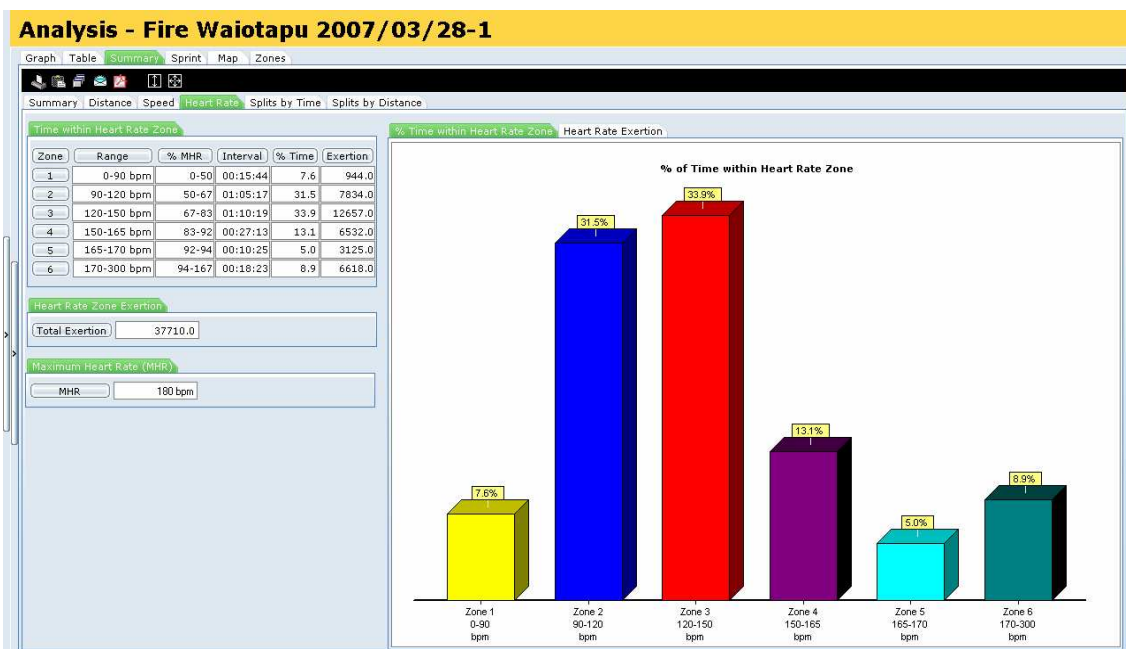 Analysis - Fire Waiotapu 2007/03/28-1
Graph Table Summary Sprint Map Zones
Summary Distance Speed Heart Rate Splits by Time Splits by Distance
Time within Heart Rate Zone
Zone Range % MHR Interval % Time Exertion
1 0-90 bpm 0-50 00:15:44 7.6 944.0
2 90-120 bpm 50-67 01:05:17 31.5 7834.0
3 120-150 bpm 67-83 01:10:19 33.9 12657.0
4 150-165 bpm 83-92 00:27:13 13.1 6532.0
5 165-170 bpm 92-94 00:10:25 5.0 3125.0
6 170-300 bpm 94-167 00:18:23 8.9 6618.0
Heart Rate Zone Exertion
Total Exertion 37710.0
Maximum Heart Rate (MHR)
MHR 180 bpm
% Time within Heart Rate Zone Heart Rate Exertion
% of Time within Heart Rate Zone
7.6% 31.5% 33.9% 13.1% 5.0% 8.9%
Zone 1 Zone 2 Zone 3 Zone 4 Zone 5 Zone 6
0-90 90-120 120-150 150-165 165-170 170-300
bpm bpm bpm bpm bpm bpm